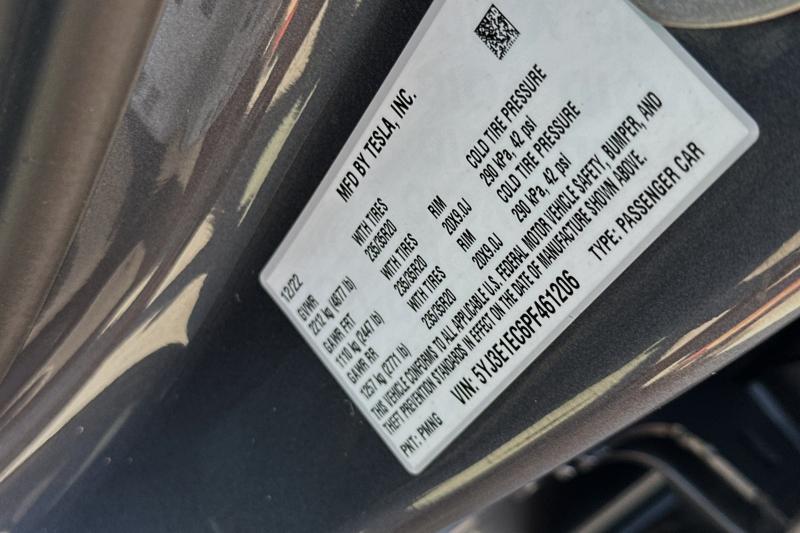 MFD BY TESLA, INC.
12/22
GVWR WITH TIRES RIM COLD TIRE PRESSURE
2212 kg (4877 lb) 235/35R20 20X9.0J 290 kPa, 42 psi
GAWR FRT WITH TIRES RIM COLD TIRE PRESSURE
1110 kg (2447 lb) 235/35R20 20X9.0J 290 kPa, 42 psi
GAWR RR WITH TIRES
1257 kg (2771 lb) 235/35R20
THIS VEHICLE CONFORMS TO ALL APPLICABLE U.S. FEDERAL MOTOR VEHICLE SAFETY, BUMPER, AND
THEFT PREVENTION STANDARDS IN EFFECT ON THE DATE OF MANUFACTURE SHOWN ABOVE.
PNT: PMNG VIN: 5YJ3E1EC6PF461206 TYPE: PASSENGER CAR